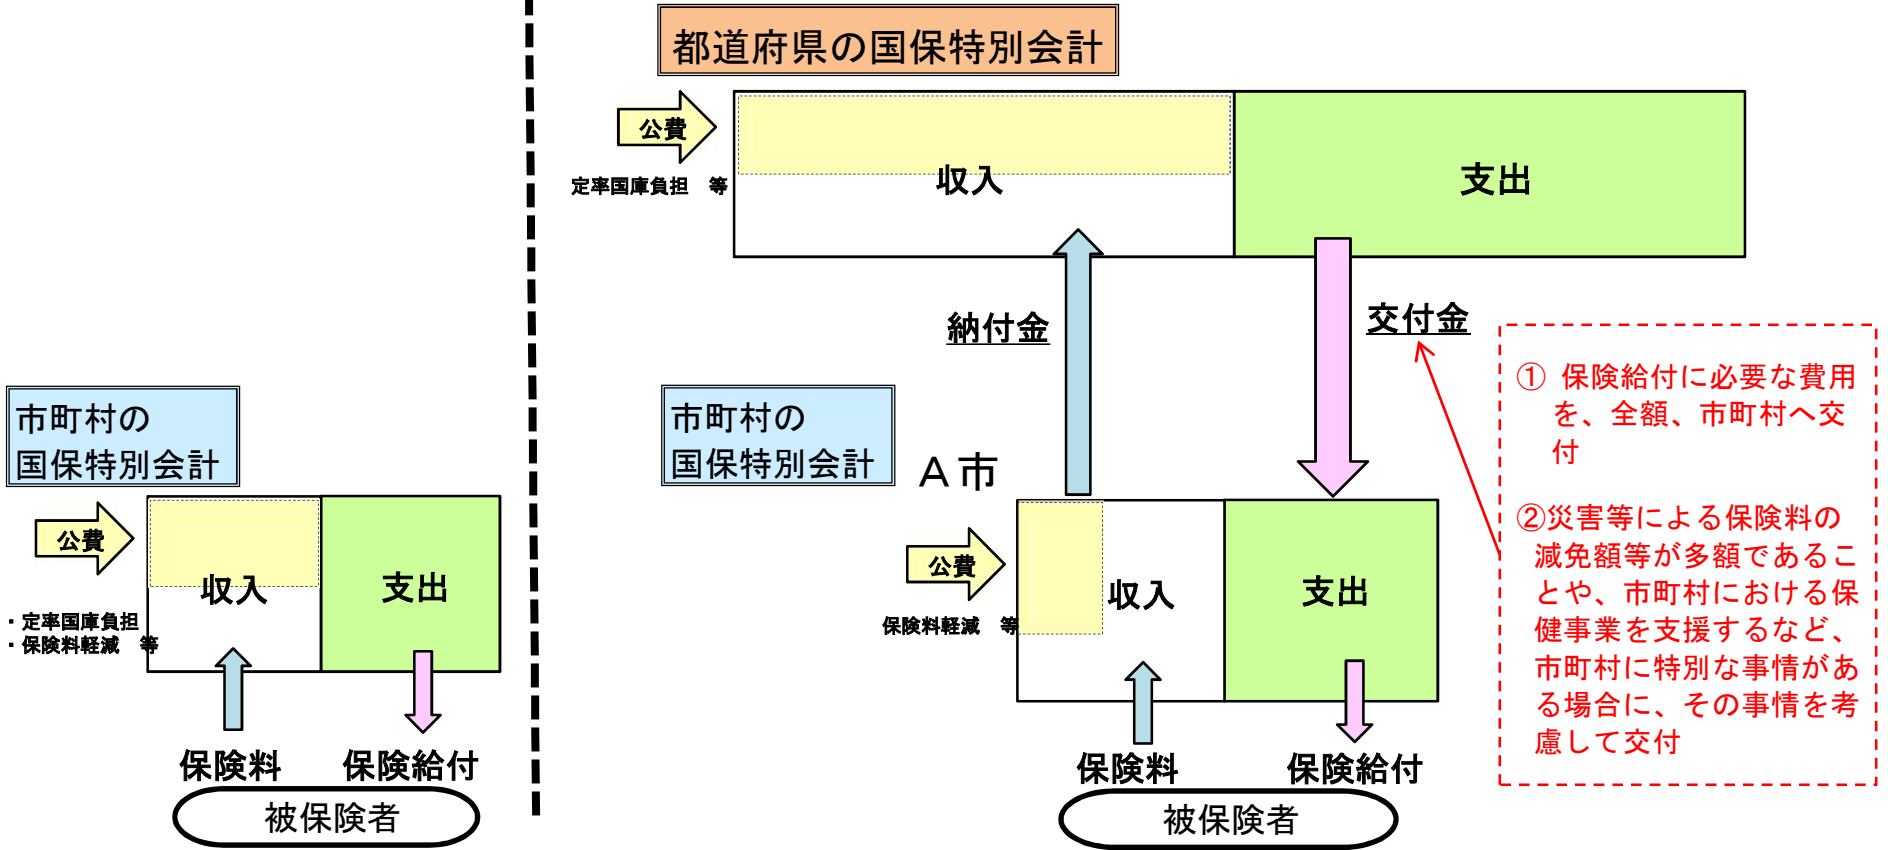 都道府県の国保特別会計
公費
定率国庫負担　等
収入
支出
納付金
交付金
① 保険給付に必要な費用
を、全額、市町村へ交
付
②災害等による保険料の
減免額等が多額であるこ
とや、市町村における保
健事業を支援するなど、
市町村に特別な事情があ
る場合に、その事情を考
慮して交付
市町村の
国保特別会計
公費
・定率国庫負担
・保険料軽減　等
収入
支出
保険料
保険給付
被保険者
市町村の
国保特別会計
Ａ市
公費
保険料軽減　等
収入
支出
保険料
保険給付
被保険者